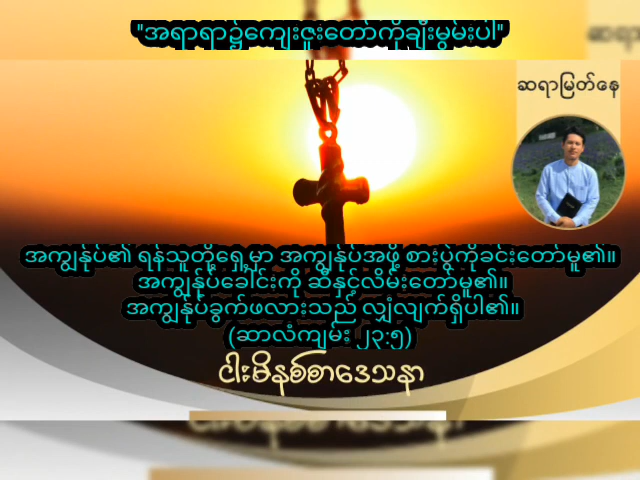 "အရာရာ၌ကျေးဇူးတော်ကိုချီးမွမ်းပါ"
ဆရာမြတ်နေ
အကျွန်ုပ်၏ ရန်သူတို့ရှေ့မှာ အကျွန်ုပ်အဖို့ စားပွဲကိုခင်းတော်မူ၏။
အကျွန်ုပ်ခေါင်းကို ဆီနှင့်လိမ်းတော်မူ၏။
အကျွန်ုပ်ခွက်ဖလားသည် လျှံလျက်ရှိပါ၏။
(ဆာလံကျမ်း ၂၃:၅)
ငါးမိနစ်စာဒေသနာ